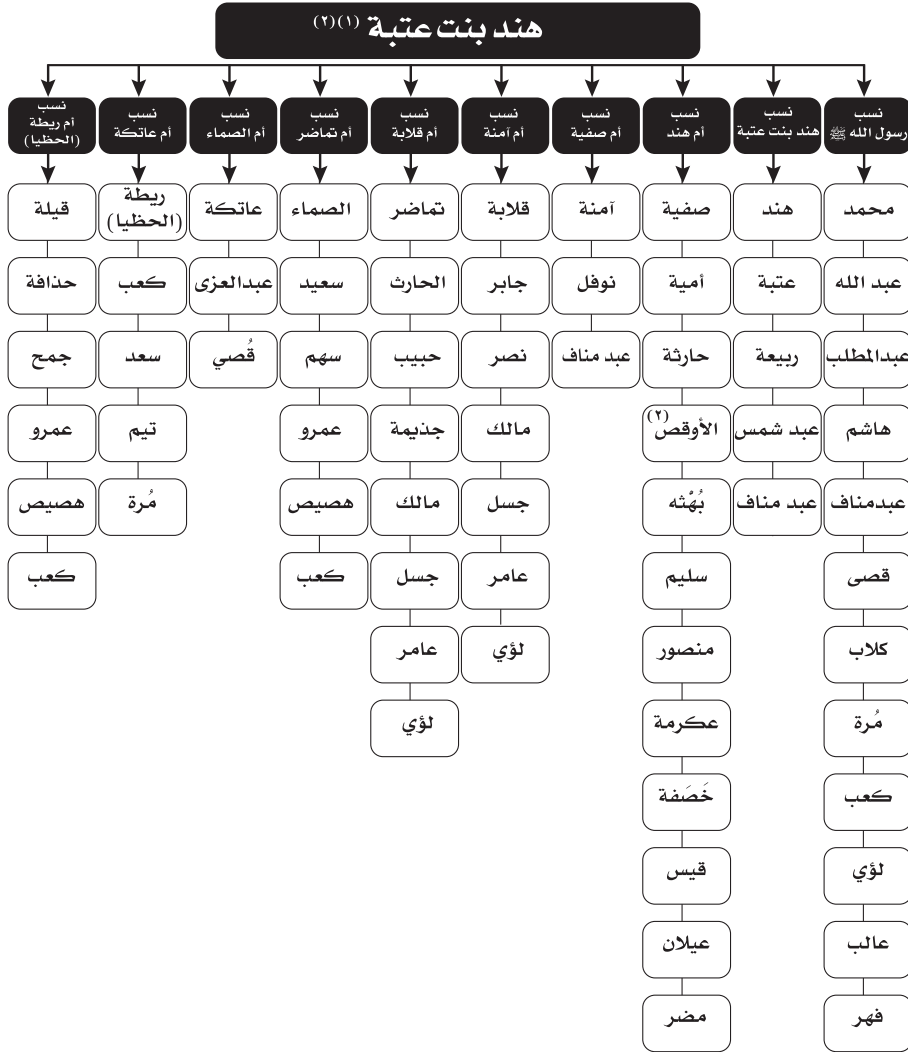 هند بنت عتبة (١)(٢)
نسب
رسول الله ﷺ
محمد
عبد الله
عبدالمطلب
هاشم
عبدمناف
قصى
كلاب
مُرة
كعب
لؤي
عالب
فهر
نسب
هند بنت عتبة
هند
عتبة
ربيعة
عبد شمس
عبد مناف
نسب
أم هند
صفية
أمية
حارثة
الأوقص (٢)
بُهْثه
سليم
منصور
عكرمة
خَصَفة
قيس
عيلان
مضر
نسب
أم صفية
آمنة
نوفل
عبد مناف
نسب
أم آمنة
قلابة
جابر
نصر
مالك
جسل
عامر
لؤي
نسب
أم قلابة
تماضر
الحارث
حبيب
جذيمة
مالك
جسل
عامر
لؤي
نسب
أم تماضر
الصماء
سعيد
سهم
عمرو
هصيص
كعب
نسب
أم الصماء
عاتكة
عبدالعزى
قُصي
نسب
أم عاتكة
ريطة
(الحظيا)
كعب
سعد
تيم
مُرة
نسب
أم ريطة
(الحظيا)
قيلة
حذافة
جمح
عمرو
هصيص
كعب